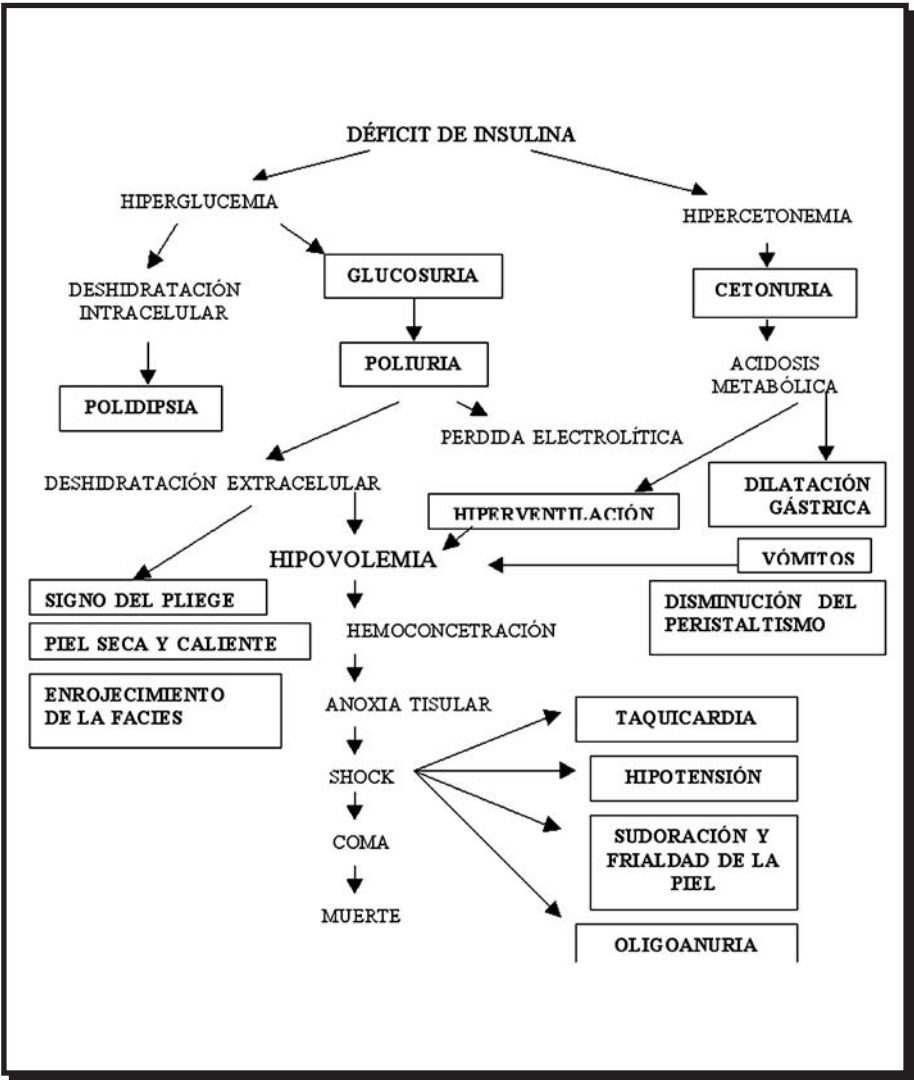 DÉFICIT DE INSULINA
HIPERGLUCEMIA
HIPERCETONEMIA
GLUCOSURIA
CETONURIA
DESHIDRATACIÓN
INTRACELULAR
POLIURIA
ACIDOSIS
METABÓLICA
POLIDIPSIA
PERDIDA ELECTROLÍTICA
DESHIDRATACIÓN EXTRACELULAR
DILATACIÓN
GÁSTRICA
HIPERVENTILACIÓN
HIPOVOLEMIA
VÓMITOS
SIGNO DEL PLIEGE
DISMINUCIÓN DEL
PERISTALTISMO
PIEL SECA Y CALIENTE
HEMOCONCETRACIÓN
ENROJECIMIENTO
DE LA FACIES
ANOXIA TISULAR
TAQUICARDIA
SHOCK
HIPOTENSIÓN
COMA
SUDORACIÓN Y
FRIALDAD DE LA
PIEL
MUERTE
OLIGOANURIA